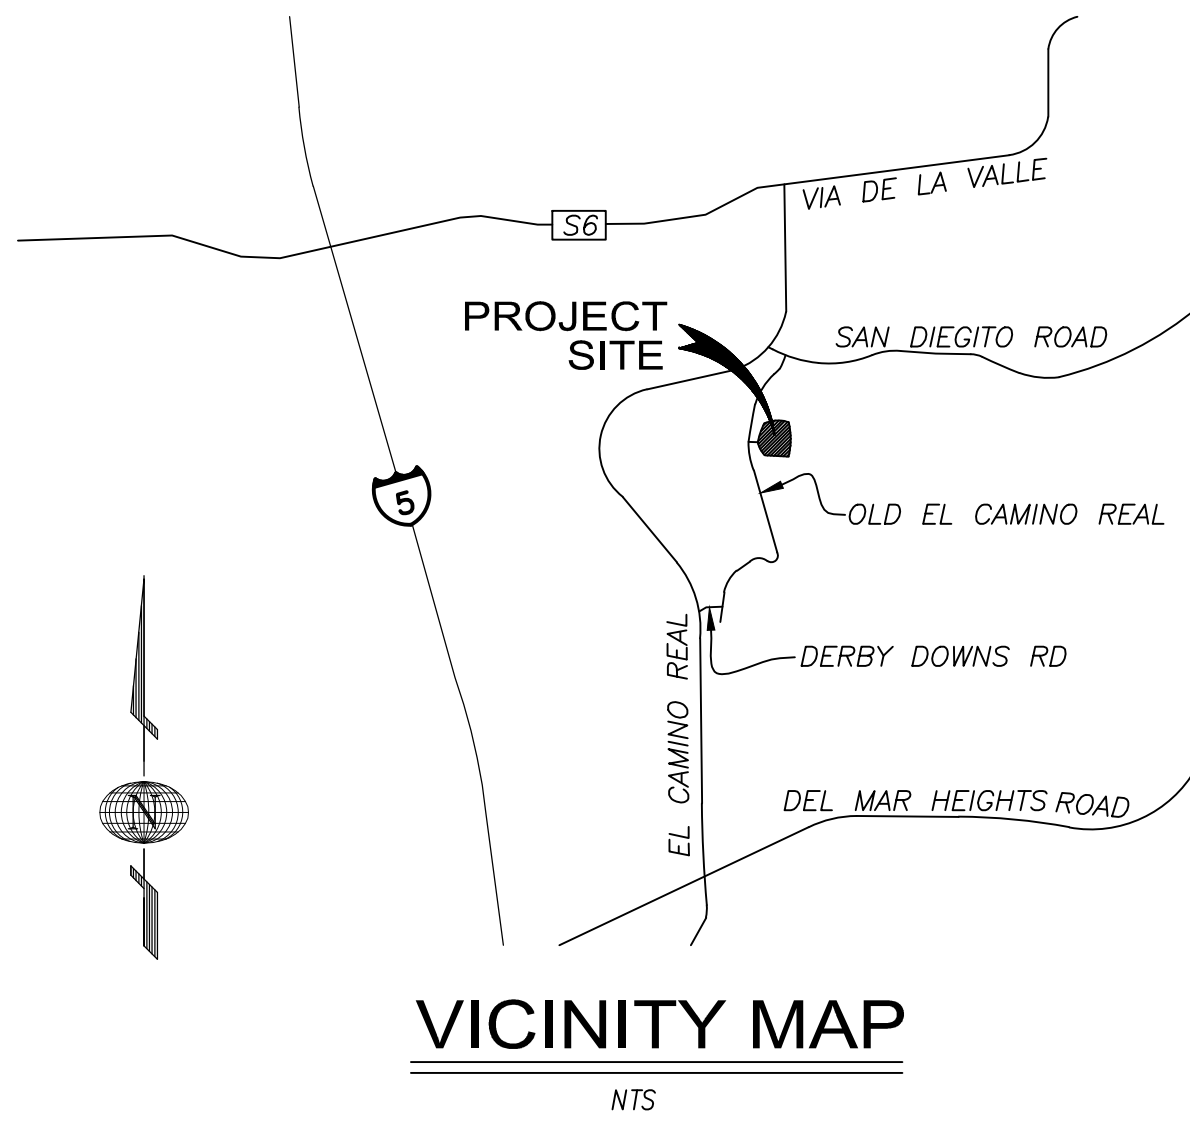 VIA DE LA VALLE
S6
PROJECT
SITE
SAN DIEGITO ROAD
5
OLD EL CAMINO REAL
EL CAMINO REAL
DERBY DOWNS RD
DEL MAR HEIGHTS ROAD
N
VICINITY MAP
NTS